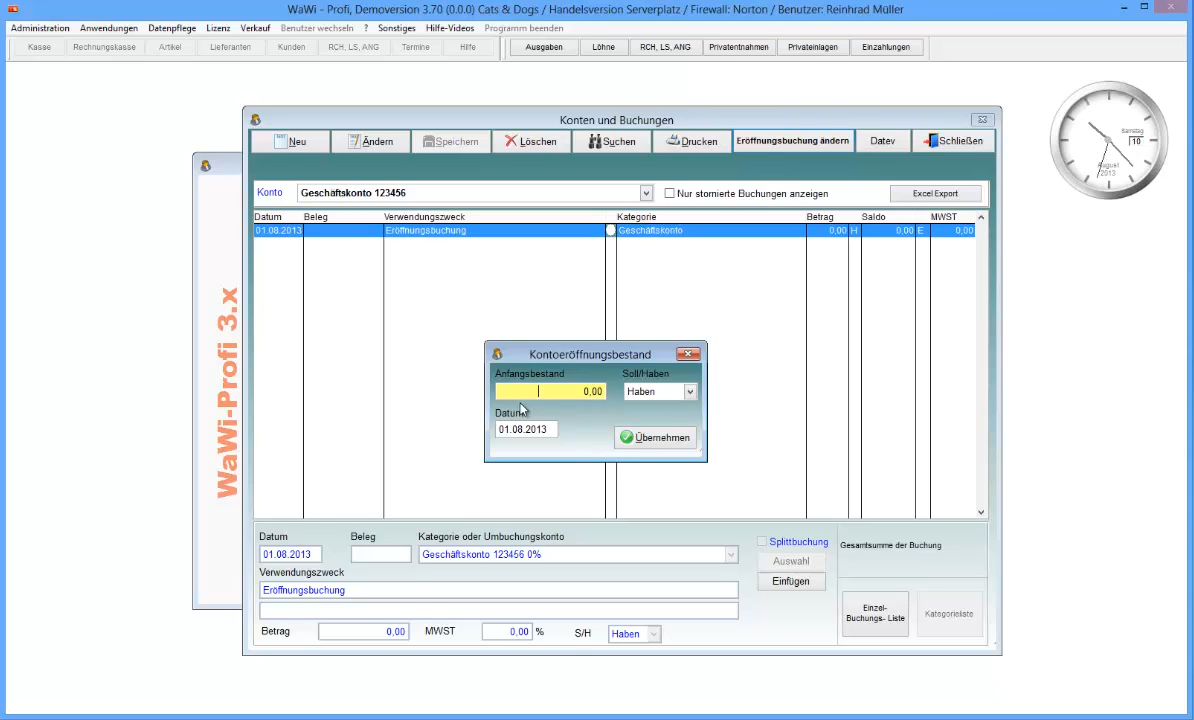 WaWi - Profi, Demoversion 3.70 (0.0.0) Cats & Dogs / Handelsversion Serverplatz / Firewall: Norton / Benutzer: Reinhrad Müller
Administration Anwendungen Datenpflege Lizenz Verkauf Benutzer wechseln ? Sonstiges Hilfe-Videos Programm beenden
Kasse Rechnungskasse Artikel Lieferanten Kunden RCH, LS, ANG Termine Hilfe Ausgaben Löhne RCH, LS, ANG Privatentnahmen Privateinlagen Einzahlungen
Samstag
10
August
2013
WaWi-Profi 3.x
Konten und Buchungen
Neu Ändern Speichern Löschen Suchen Drucken Eröffnungsbuchung ändern Datev Schließen
Konto Geschäftskonto 123456 Nur stornierte Buchungen anzeigen Excel Export
Datum Beleg Verwendungszweck Kategorie Betrag Saldo MWST
01.08.2013 Eröffnungsbuchung Geschäftskonto 0,00 H 0,00 E 0,00
Kontoeröffnungsbestand
Anfangsbestand Soll/Haben
0,00 Haben
Datum
01.08.2013 Übernehmen
Datum Beleg Kategorie oder Umbuchungskonto
01.08.2013 Geschäftskonto 123456 0%
Splittbuchung
Auswahl
Einfügen
Gesamtsumme der Buchung
Verwendungszweck
Eröffnungsbuchung
Betrag 0,00 MWST 0,00 % S/H Haben
Einzel-
Buchungs- Liste
Kategorieliste